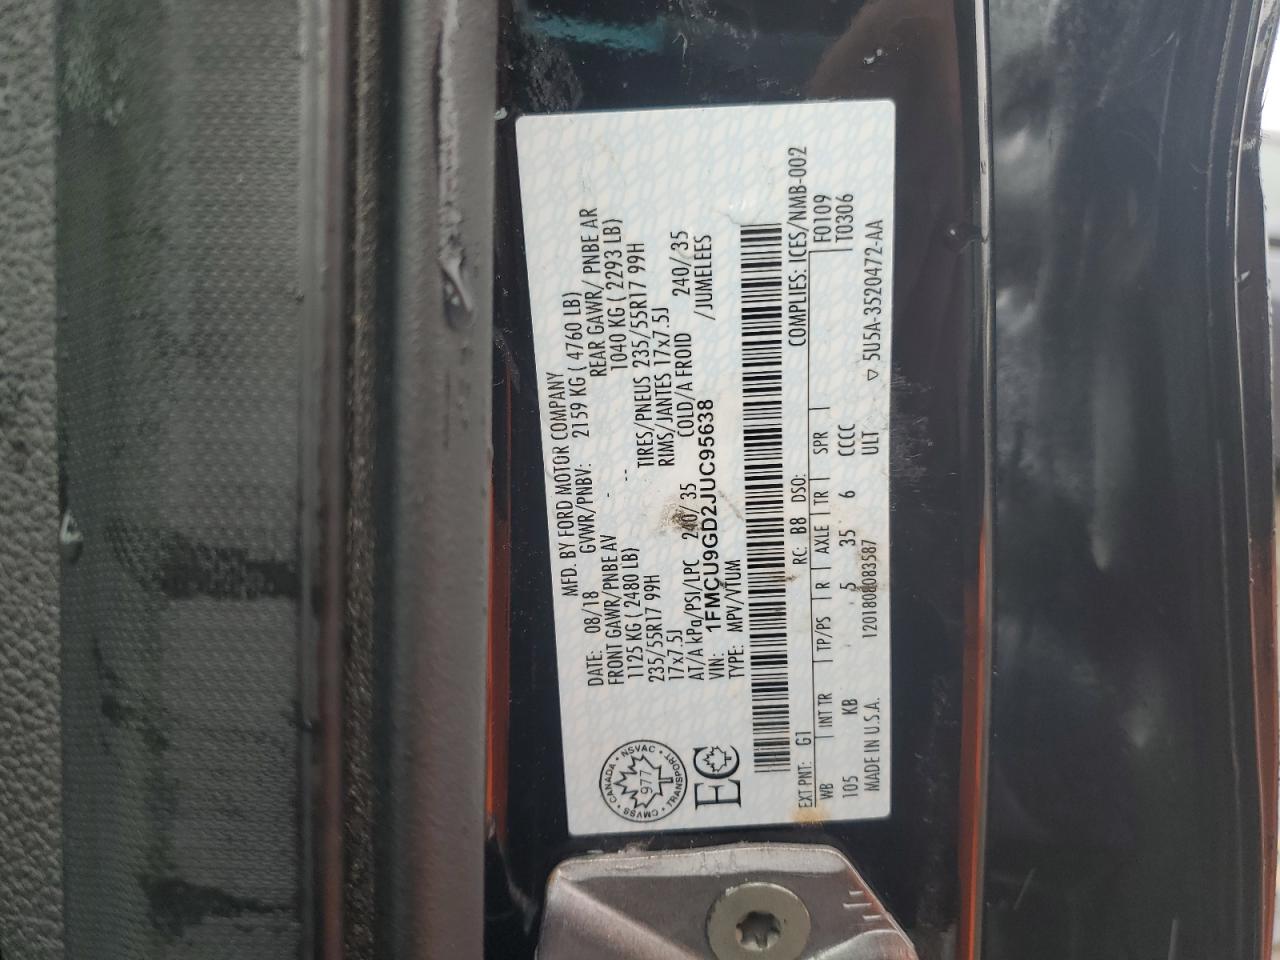 MFD. BY FORD MOTOR COMPANY
DATE: 08/18 GVWR/PNBV: 2159 KG ( 4760 LB)
FRONT GAWR/PNBE AV REAR GAWR/ PNBE AR
1125 KG ( 2480 LB) - -- 1040 KG ( 2293 LB)
235/55R17 99H TIRES/PNEUS 235/55R17 99H
17x7.5J RIMS/JANTES 17x7.5J
AT/A kPa/PSI/LPC 240/35 COLD/A FROID 240/35
VIN: 1FMCU9GD2JUC95638 /JUMELEES
TYPE: MPV/VTUM
CMVSS • CANADA • NSVAC • TRANSPORT •
977
EC
COMPLIES: ICES/NMB-002
EXT PNT: G1 RC: B8 DSO: F0109
WB INT TR TP/PS R AXLE TR SPR T0306
105 KB 5 35 6 CCCC
MADE IN U.S.A. 1201808083587 ULT ▽ 5U5A-3520472-AA